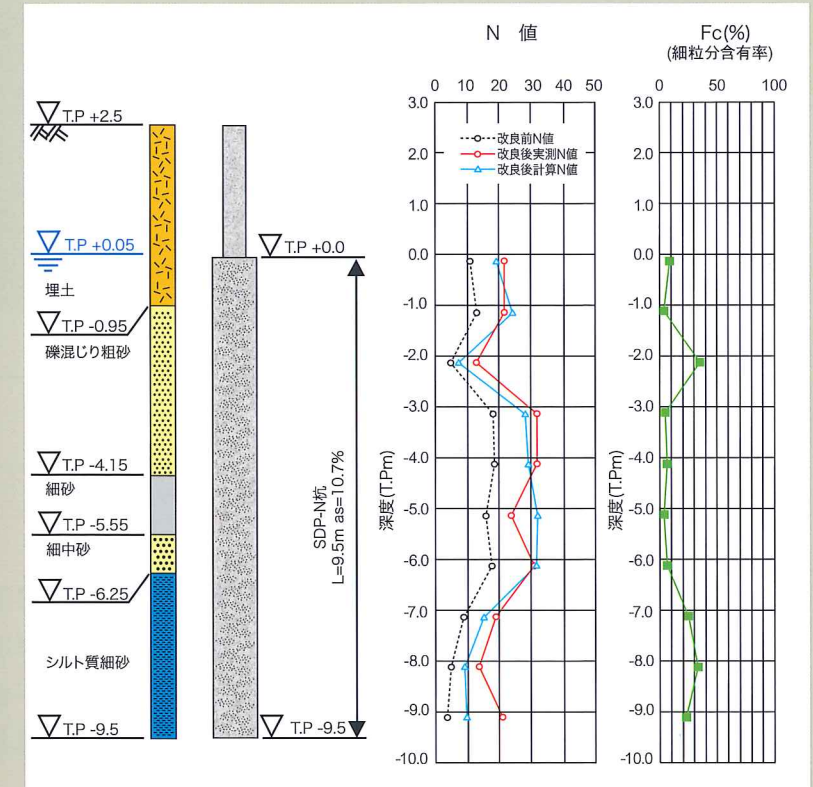 N 値
Fc(%)
(細粒分含有率)
0 10 20 30 40 50
0 50 100
T.P +2.5
T.P +0.05
埋土
T.P -0.95
礫混じり粗砂
T.P -4.15
細砂
T.P -5.55
細中砂
T.P -6.25
シルト質細砂
T.P -9.5
T.P +0.0
SDP-N杭
L=9.5m as=10.7%
T.P -9.5
深度(T.Pm)
3.0
2.0
1.0
0.0
-1.0
-2.0
-3.0
-4.0
-5.0
-6.0
-7.0
-8.0
-9.0
-10.0
改良前N値
改良後実測N値
改良後計算N値
深度(T.Pm)
3.0
2.0
1.0
0.0
-1.0
-2.0
-3.0
-4.0
-5.0
-6.0
-7.0
-8.0
-9.0
-10.0